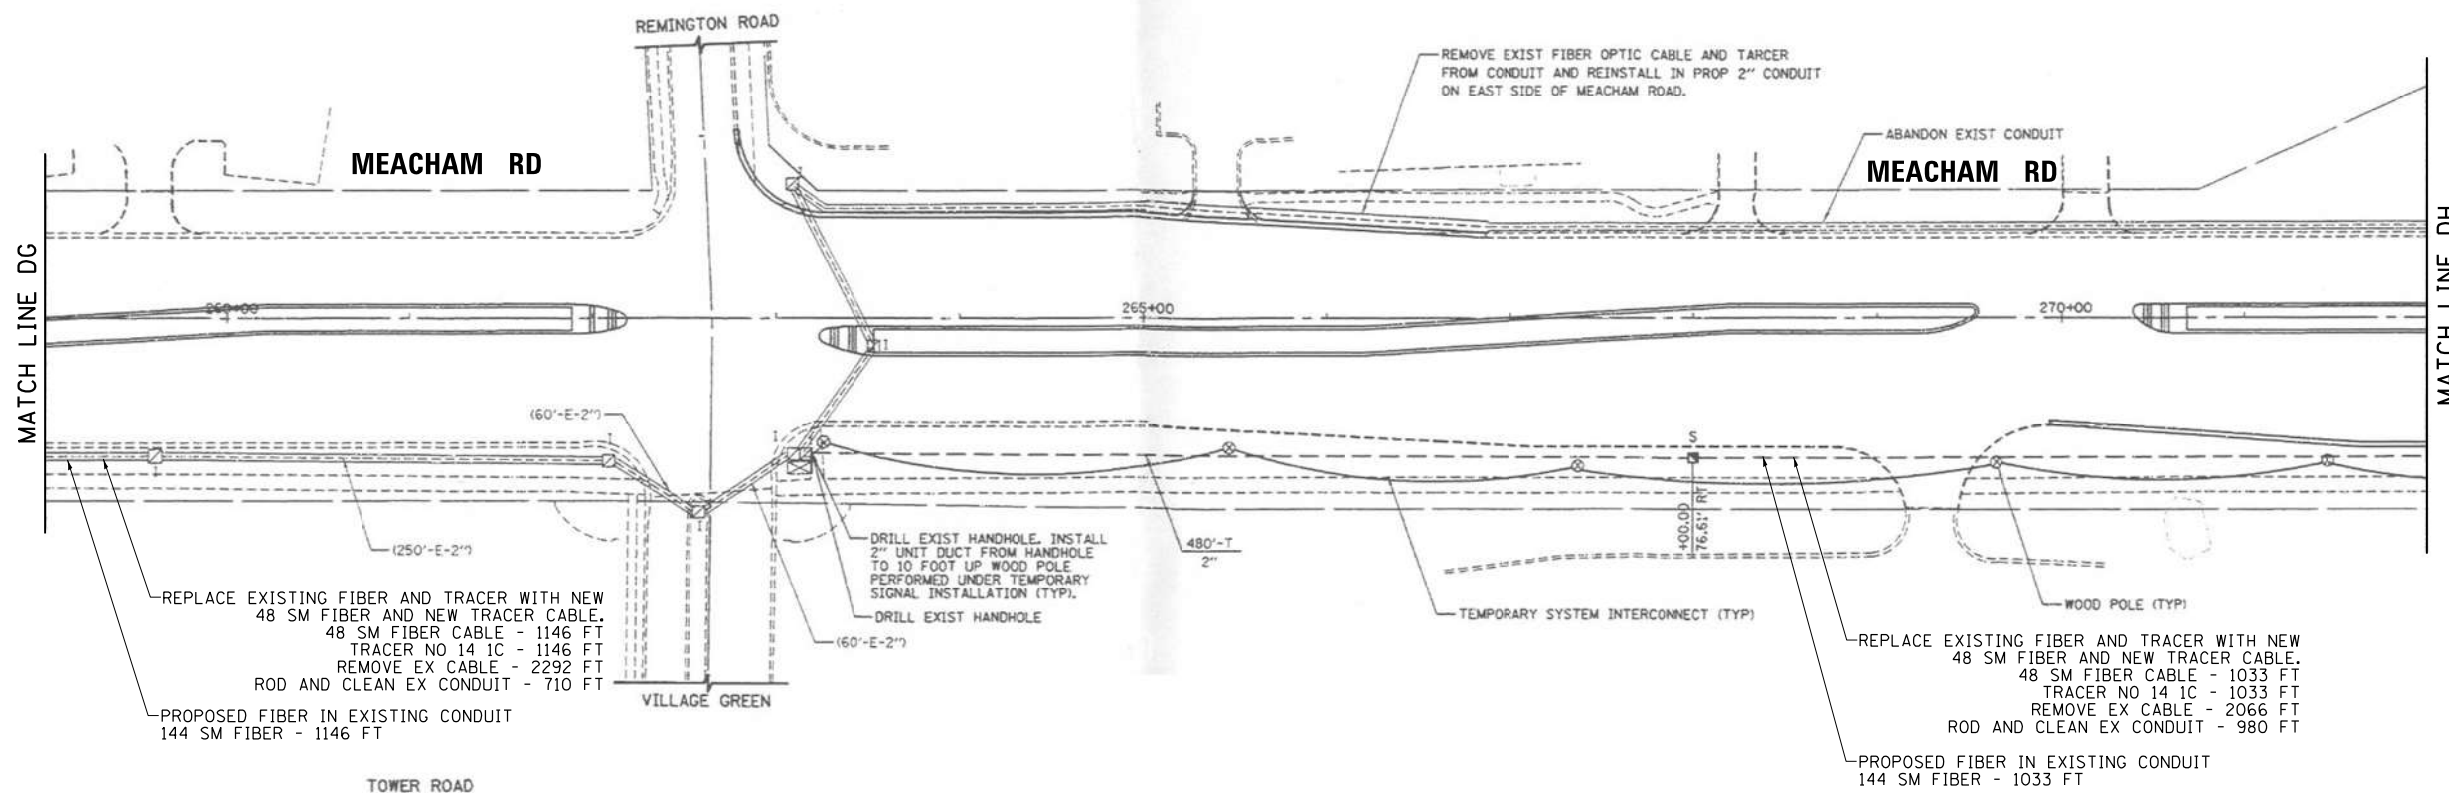 REMINGTON ROAD
REMOVE EXIST FIBER OPTIC CABLE AND TARCER
FROM CONDUIT AND REINSTALL IN PROP 2" CONDUIT
ON EAST SIDE OF MEACHAM ROAD.
ABANDON EXIST CONDUIT
MEACHAM RD
MEACHAM RD
MATCH LINE DG
MATCH LINE DH
260+00
265+00
270+00
(60'-E-2")
(250'-E-2")
S
+00.00
76.61' RT
DRILL EXIST HANDHOLE. INSTALL
2" UNIT DUCT FROM HANDHOLE
TO 10 FOOT UP WOOD POLE
PERFORMED UNDER TEMPORARY
SIGNAL INSTALLATION (TYP).
DRILL EXIST HANDHOLE
(60'-E-2")
480'-T
2"
TEMPORARY SYSTEM INTERCONNECT (TYP)
WOOD POLE (TYP)
REPLACE EXISTING FIBER AND TRACER WITH NEW
48 SM FIBER AND NEW TRACER CABLE.
48 SM FIBER CABLE - 1146 FT
TRACER NO 14 1C - 1146 FT
REMOVE EX CABLE - 2292 FT
ROD AND CLEAN EX CONDUIT - 710 FT
PROPOSED FIBER IN EXISTING CONDUIT
144 SM FIBER - 1146 FT
VILLAGE GREEN
REPLACE EXISTING FIBER AND TRACER WITH NEW
48 SM FIBER AND NEW TRACER CABLE.
48 SM FIBER CABLE - 1033 FT
TRACER NO 14 1C - 1033 FT
REMOVE EX CABLE - 2066 FT
ROD AND CLEAN EX CONDUIT - 980 FT
PROPOSED FIBER IN EXISTING CONDUIT
144 SM FIBER - 1033 FT
TOWER ROAD